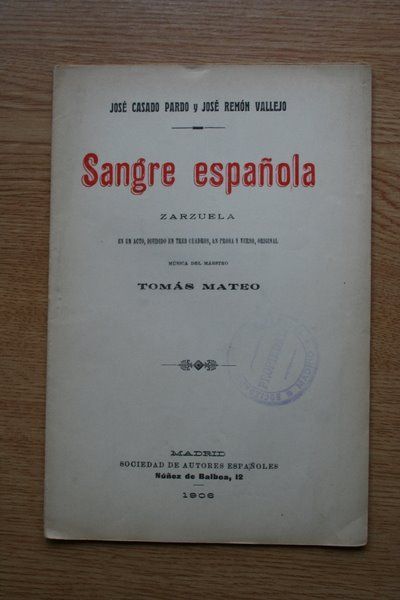 JOSÉ CASADO PARDO y JOSÉ REMÓN VALLEJO
Sangre española
ZARZUELA
EN UN ACTO, DIVIDIDO EN TRES CUADROS, EN PROSA Y VERSO, ORIGINAL
MÚSICA DEL MAESTRO
TOMÁS MATEO
MADRID
SOCIEDAD DE AUTORES ESPAÑOLES
Núñez de Balboa, 12
1906
MADRID